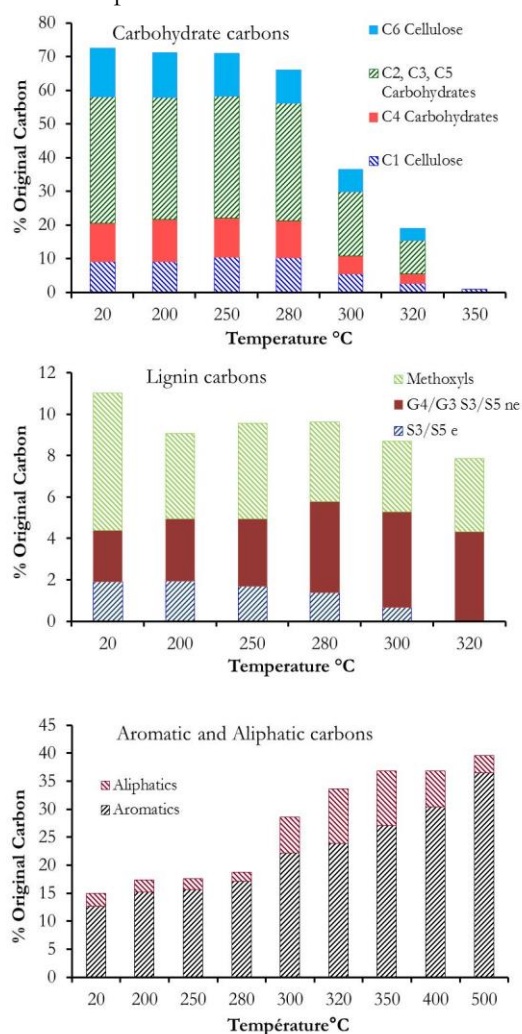 Carbohydrate carbons
C6 Cellulose
C2, C3, C5
Carbohydrates
C4 Carbohydrates
C1 Cellulose
% Original Carbon
80
70
60
50
40
30
20
10
0
20 200 250 280 300 320 350
Temperature °C
Lignin carbons
Methoxyls
G4/G3 S3/S5 ne
S3/S5 e
% Original Carbon
12
10
8
6
4
2
0
20 200 250 280 300 320
Temperature °C
Aromatic and Aliphatic carbons
Aliphatics
Aromatics
% Original Carbon
45
40
35
30
25
20
15
10
5
0
20 200 250 280 300 320 350 400 500
Température°C